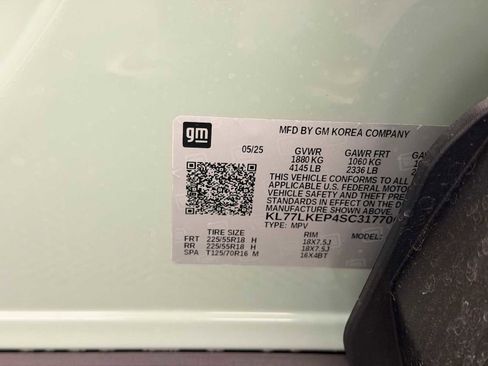 gm
MFD BY GM KOREA COMPANY
05/25 GVWR GAWR FRT
1880 KG 1060 KG
4145 LB 2336 LB
THIS VEHICLE CONFORMS TO ALL
APPLICABLE U.S. FEDERAL MOTOR
VEHICLE SAFETY AND THEFT
STANDARDS IN EFFECT ON THE
MANUFACTURE SHOWN ABOVE.
KL77LKEP4SC3177
TYPE: MPV
TIRE SIZE RIM MODEL:
FRT 225/55R18 H 18X7.5J
RR 225/55R18 H 18X7.5J
SPA T125/70R16 M 16X4BT